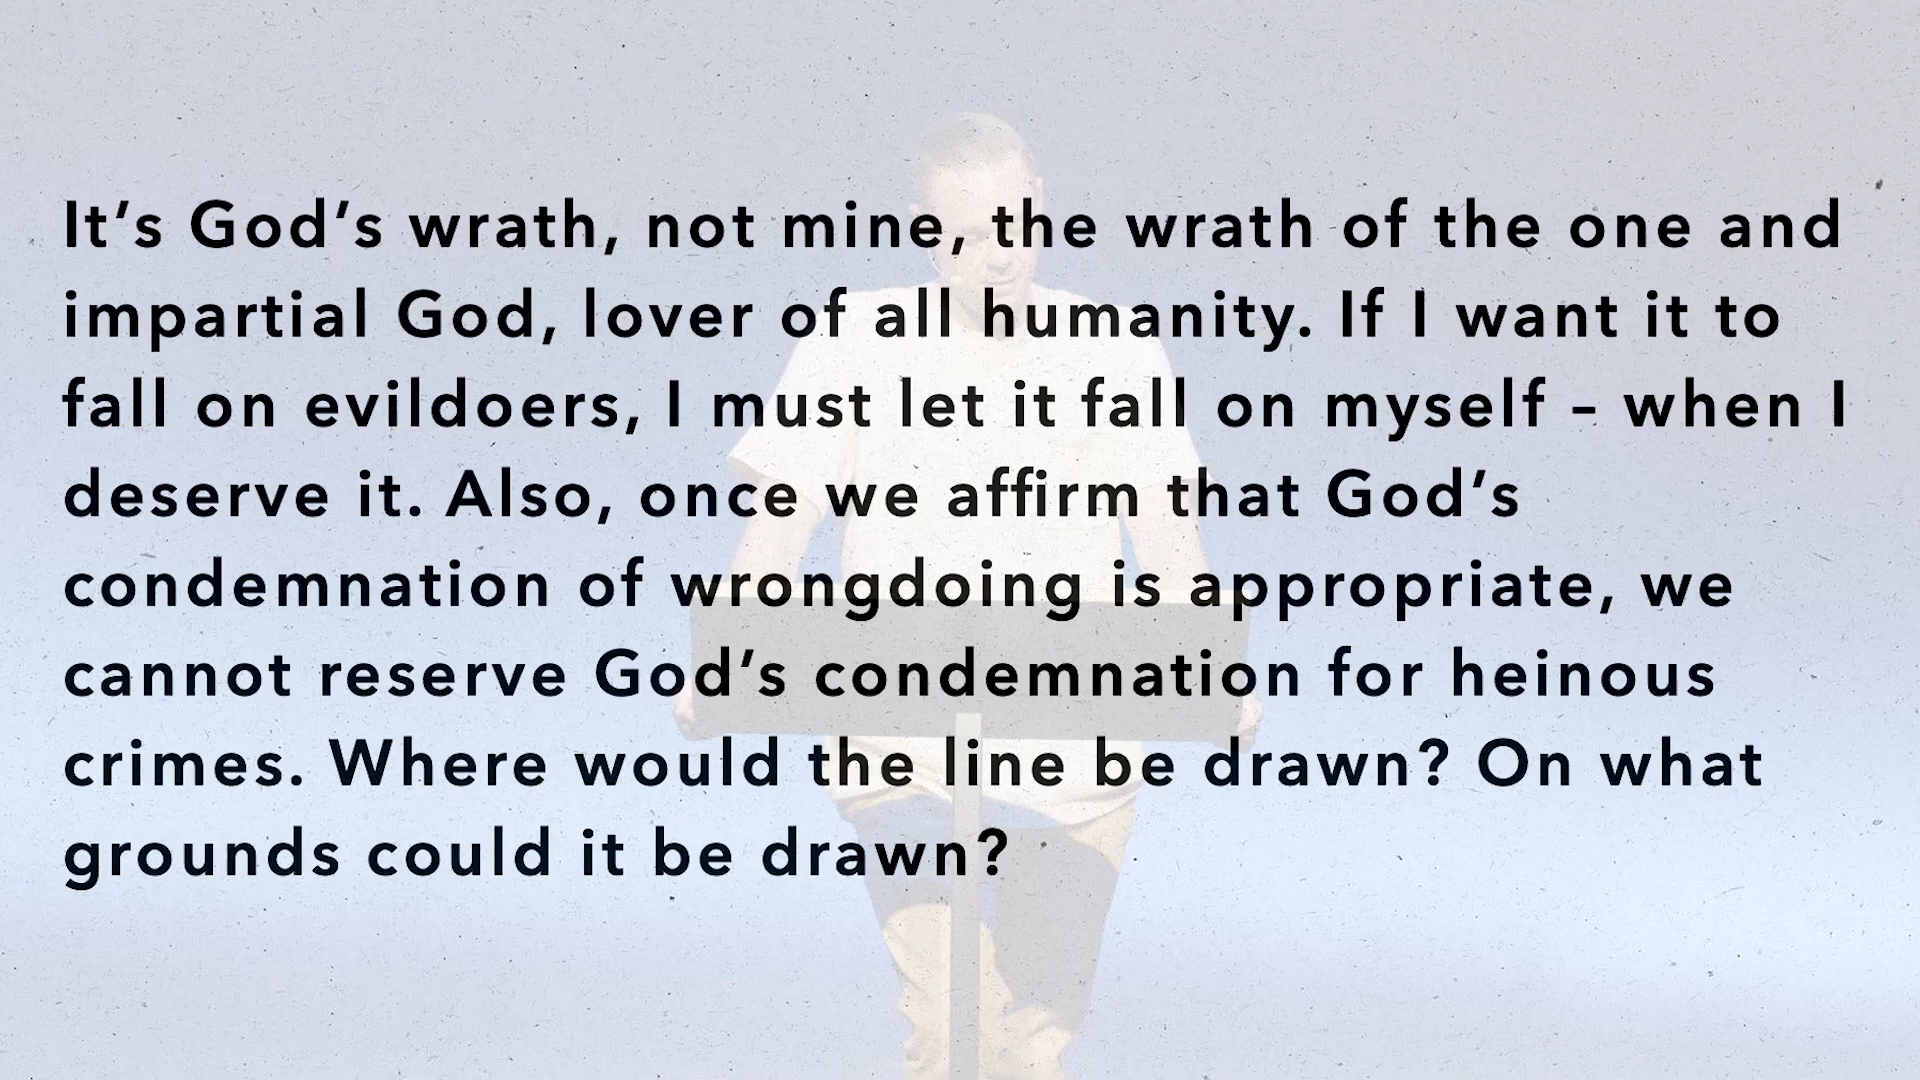 It’s God’s wrath, not mine, the wrath of the one and
impartial God, lover of all humanity. If I want it to
fall on evildoers, I must let it fall on myself – when I
deserve it. Also, once we affirm that God’s
condemnation of wrongdoing is appropriate, we
cannot reserve God’s condemnation for heinous
crimes. Where would the line be drawn? On what
grounds could it be drawn?